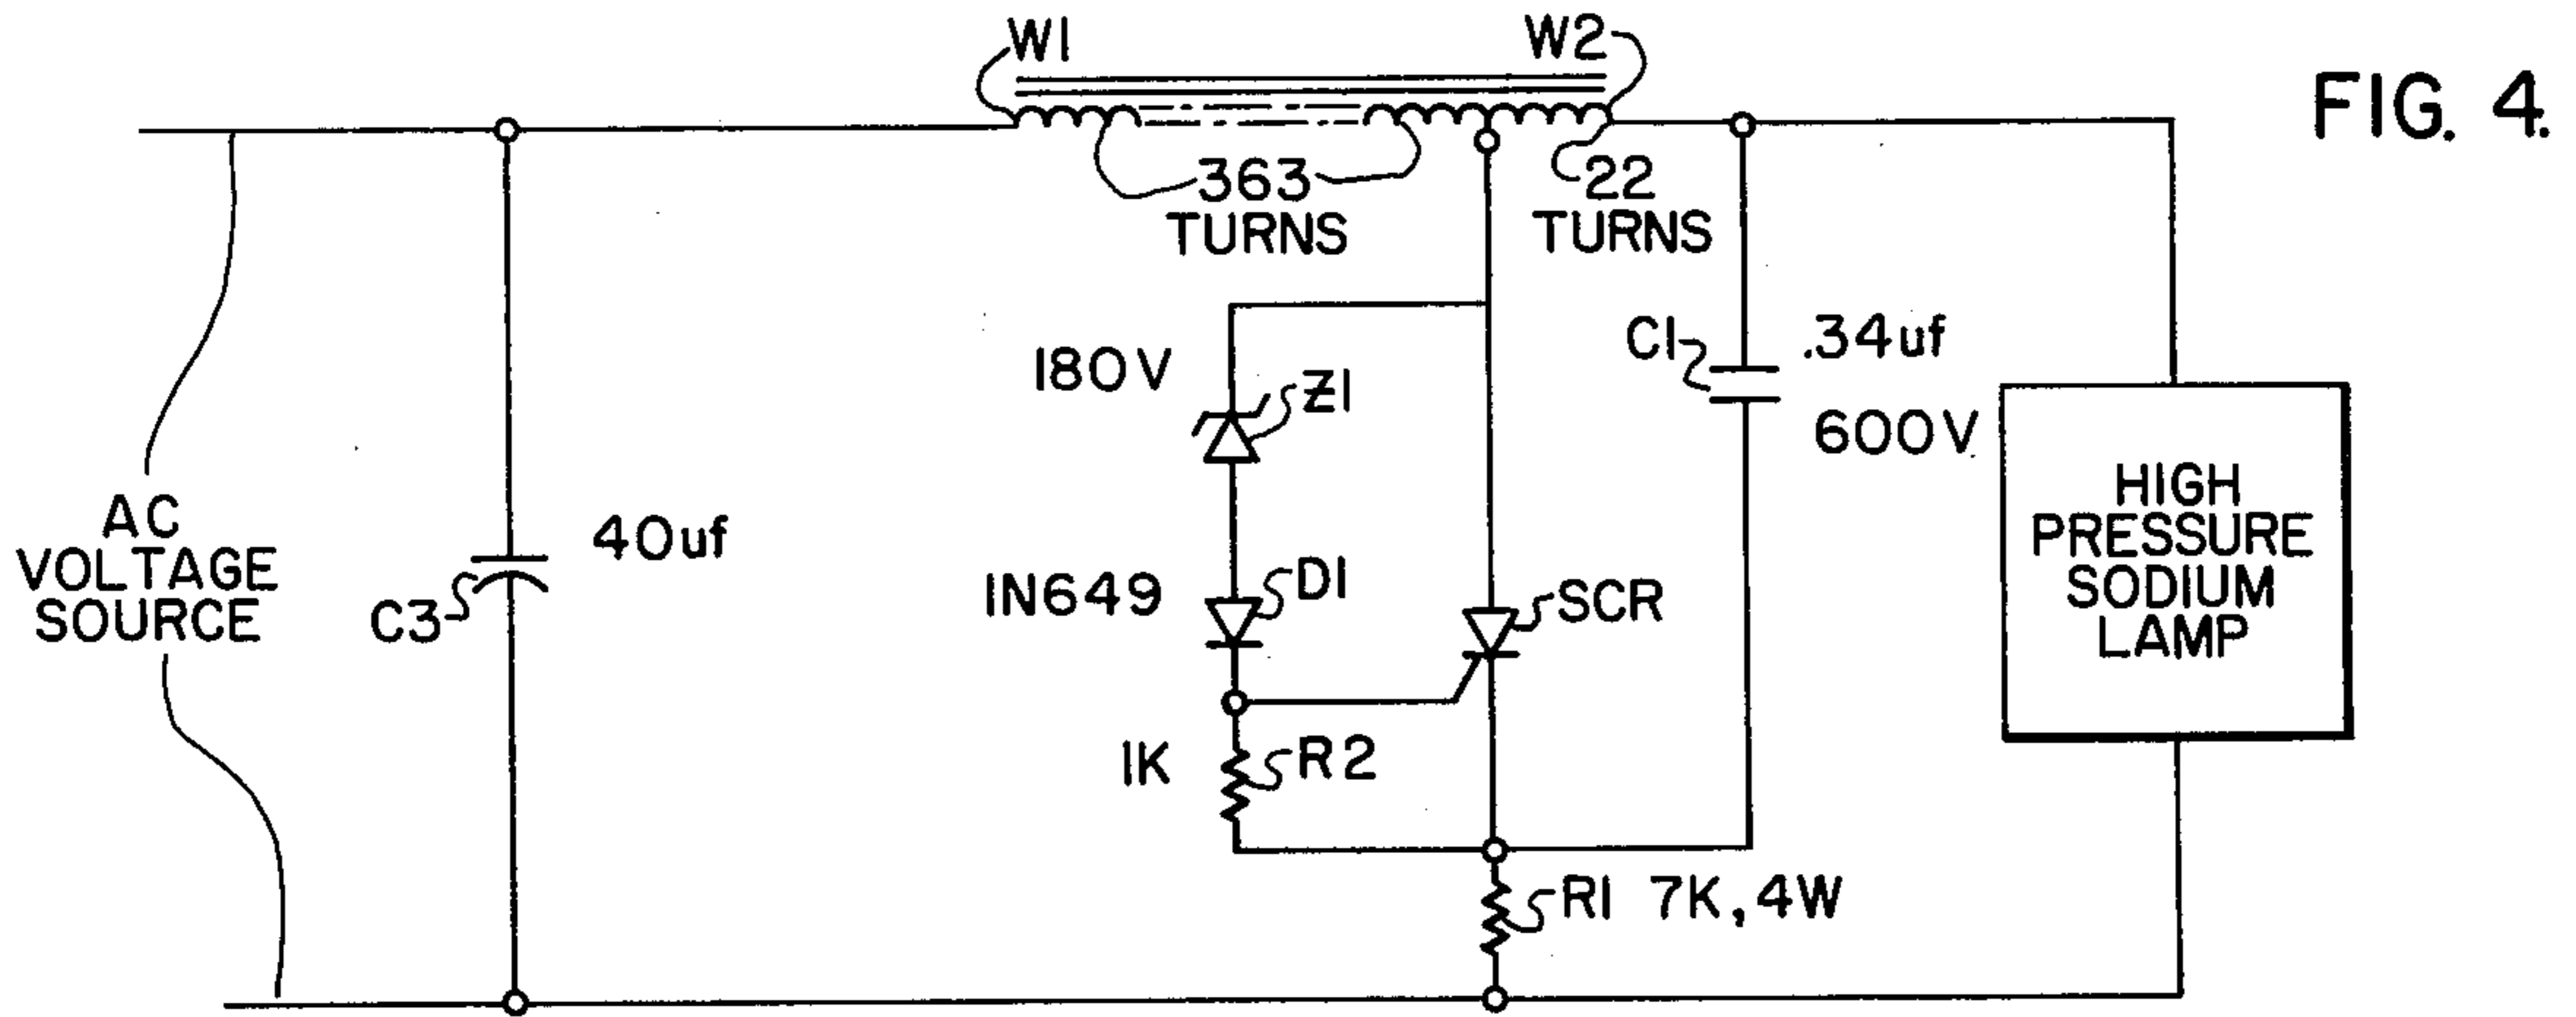 W1
W2
FIG. 4.
363
TURNS
22
TURNS
180V
Z1
C1
.34uf
600V
AC
VOLTAGE
SOURCE
C3
40uf
1N649
D1
SCR
HIGH
PRESSURE
SODIUM
LAMP
1K
R2
R1 7K, 4W